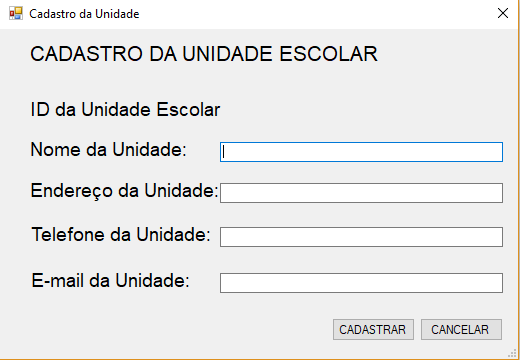 Cadastro da Unidade
CADASTRO DA UNIDADE ESCOLAR
ID da Unidade Escolar
Nome da Unidade:
Endereço da Unidade:
Telefone da Unidade:
E-mail da Unidade:
CADASTRAR CANCELAR